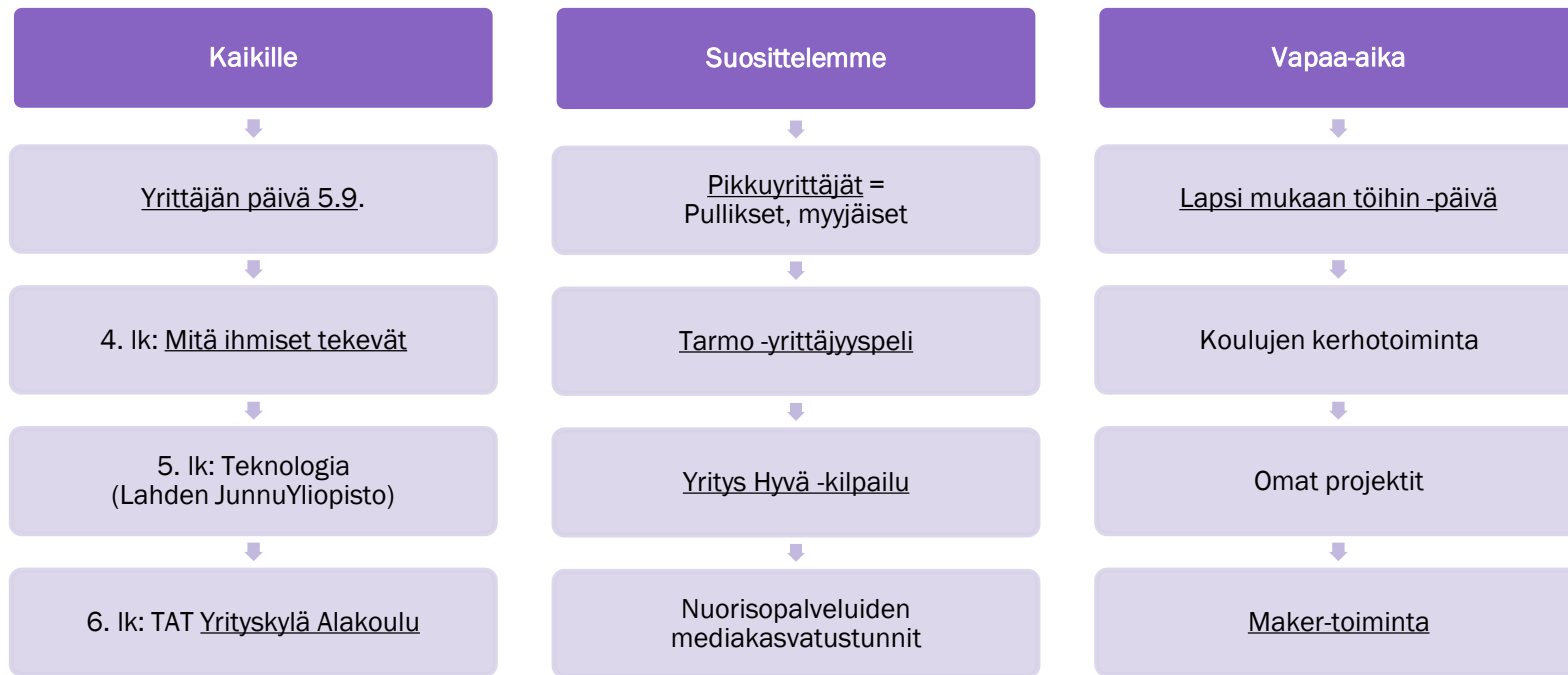 Kaikille
Yrittäjän päivä 5.9.
4. lk: Mitä ihmiset tekevät
5. lk: Teknologia
(Lahden JunnuYliopisto)
6. lk: TAT Yrityskylä Alakoulu
Suosittelemme
Pikkuyrittäjät =
Pullikset, myyjäiset
Tarmo -yrittäjyyspeli
Yritys Hyvä -kilpailu
Nuorisopalveluiden
mediakasvatustunnit
Vapaa-aika
Lapsi mukaan töihin -päivä
Koulujen kerhotoiminta
Omat projektit
Maker-toiminta